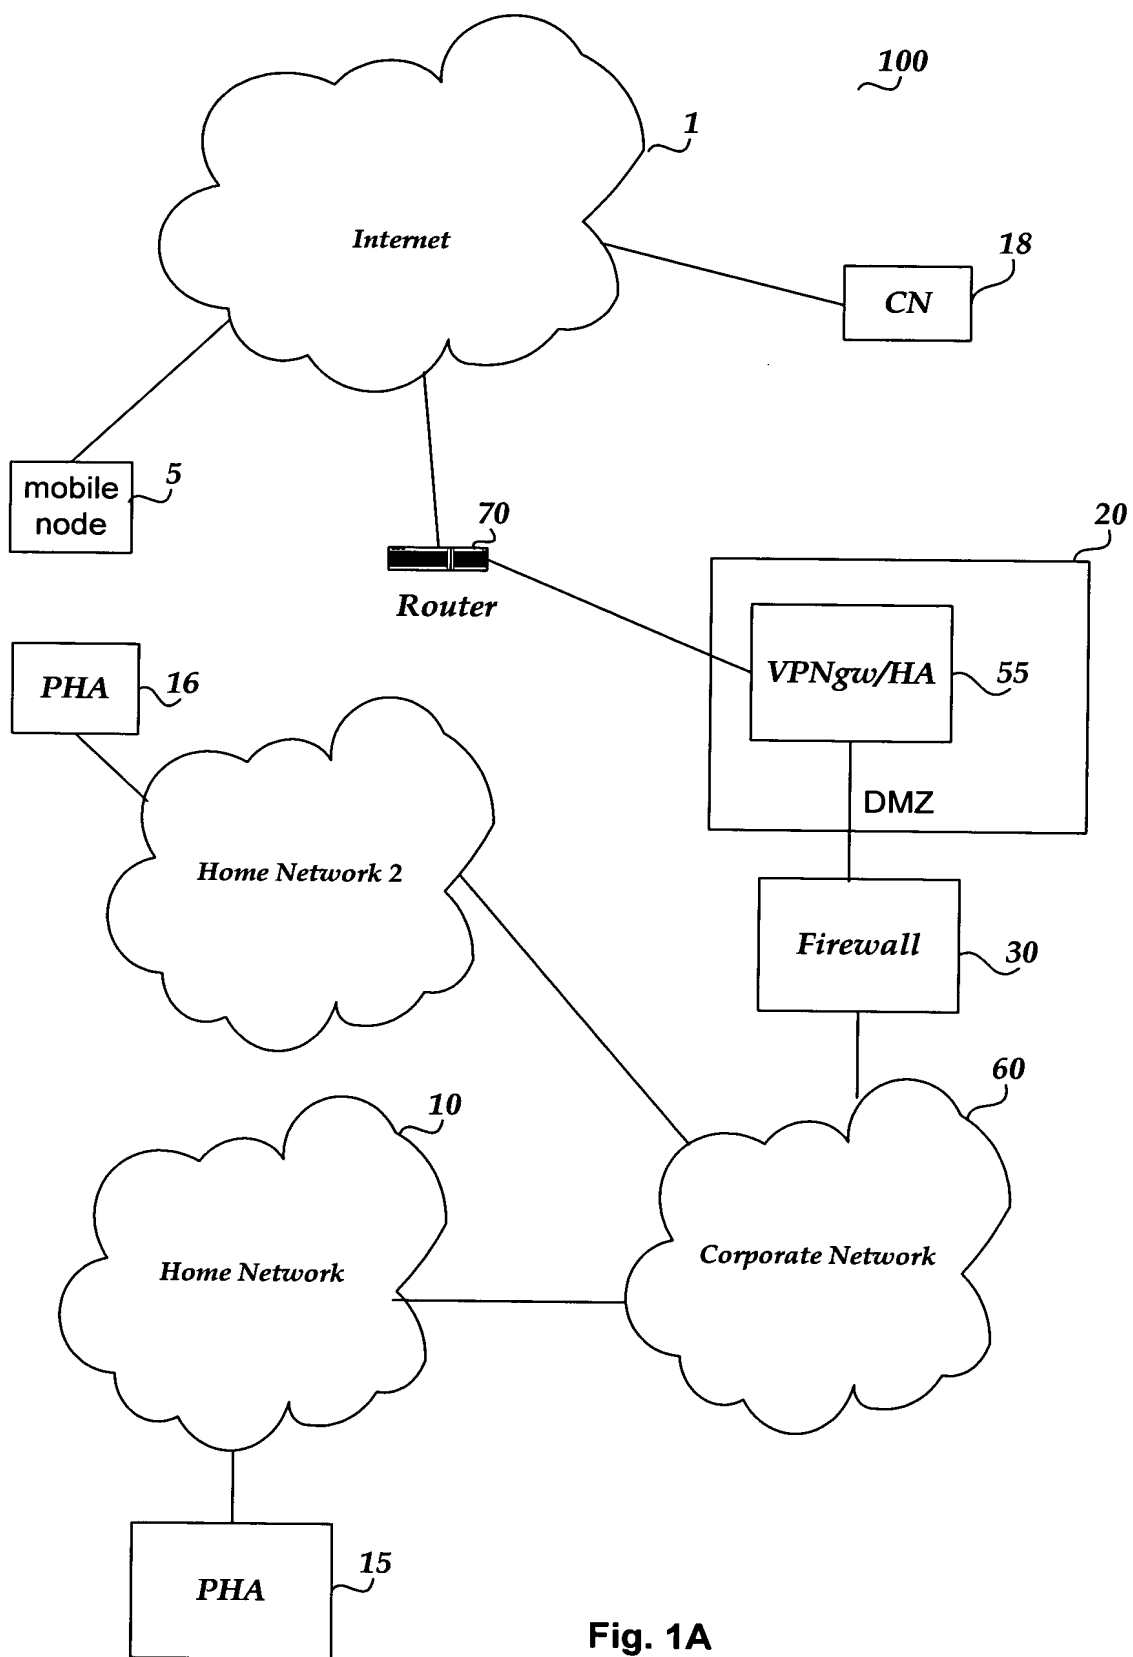 100
1
Internet
18
CN
5
mobile
node
70
Router
20
VPNgw/HA
55
DMZ
PHA
16
Home Network 2
Firewall
30
60
10
Home Network
Corporate Network
PHA
15
Fig. 1A